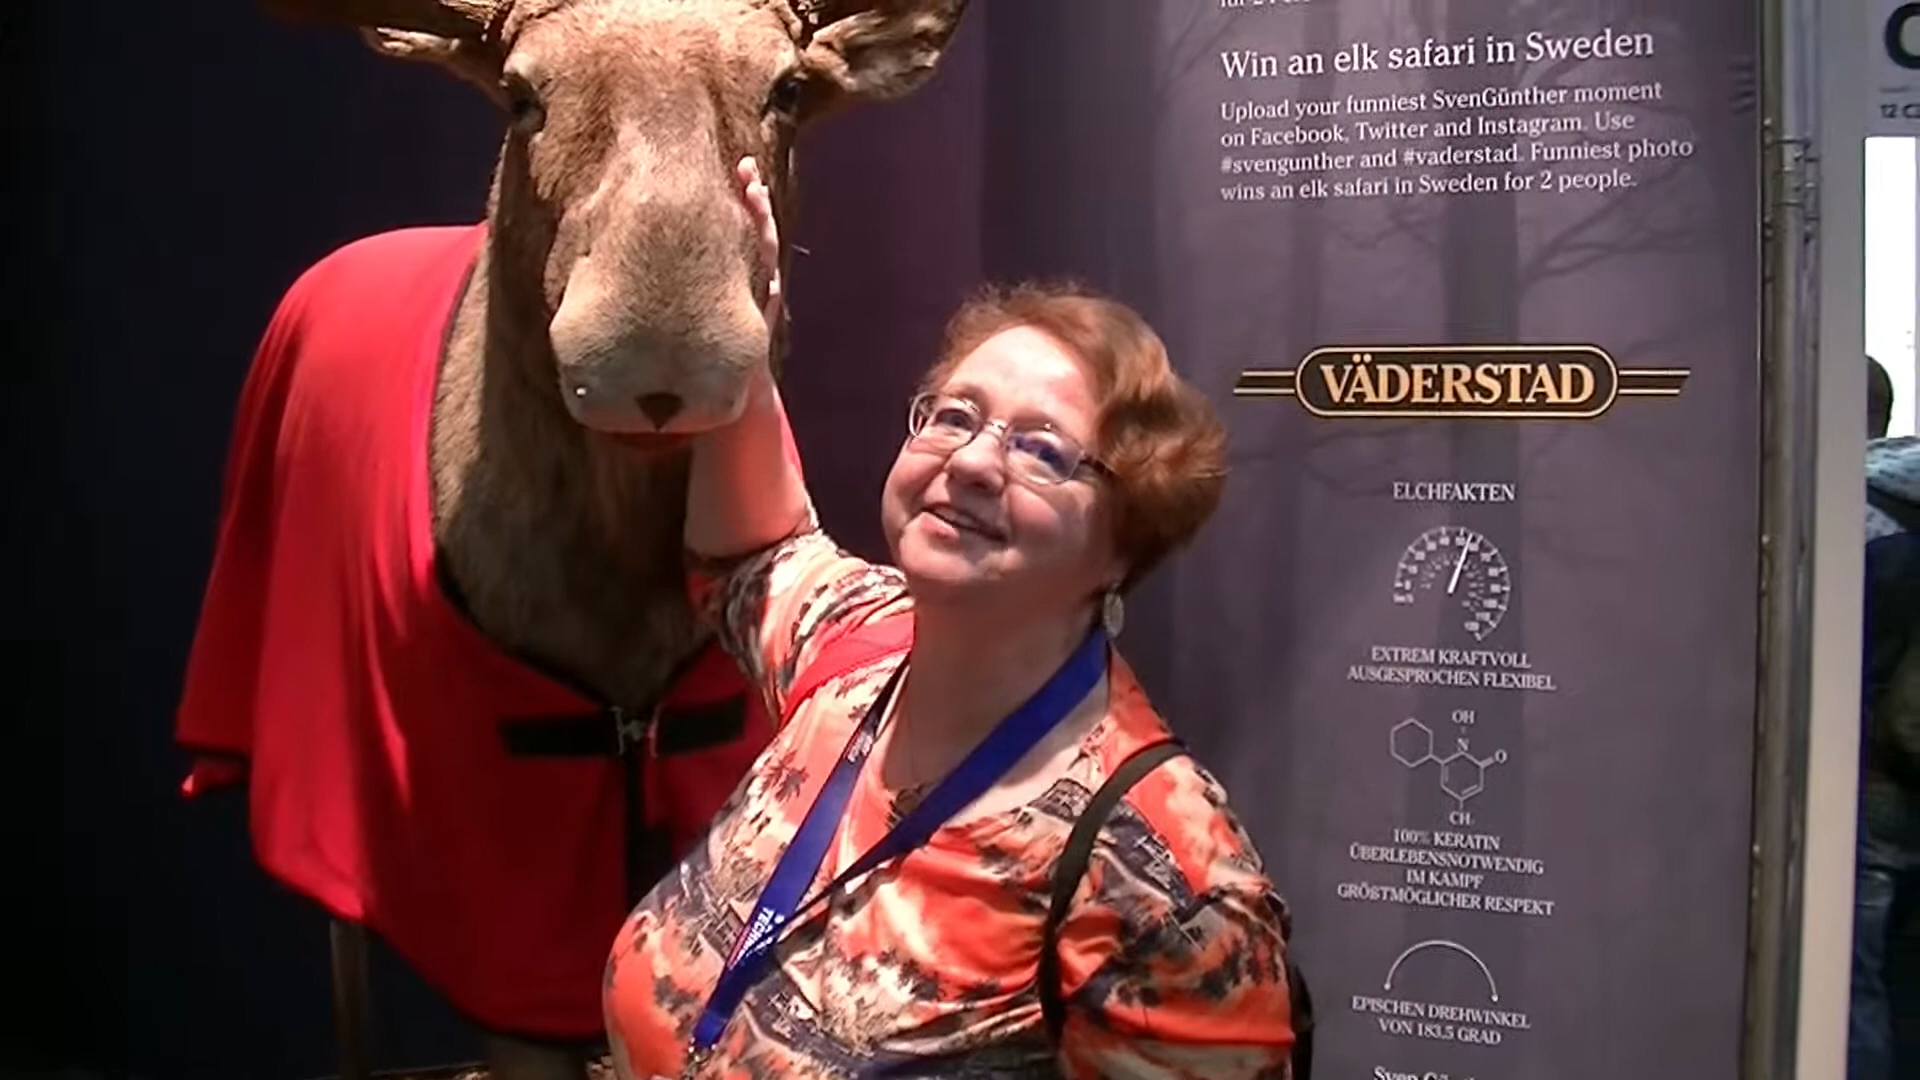 Win an elk safari in Sweden
Upload your funniest SvenGünther moment
on Facebook, Twitter and Instagram. Use
#svengunther and #vaderstad. Funniest photo
wins an elk safari in Sweden for 2 people.
VÄDERSTAD
ELCHFAKTEN
EXTREM KRAFTVOLL
AUSGESPROCHEN FLEXIBEL
OH
N
O
CH
100% KERATIN
ÜBERLEBENSNOTWENDIG
IM KAMPF
GRÖSTMÖGLICHER RESPEKT
EPISCHEN DREHWINKEL
VON 183.5 GRAD